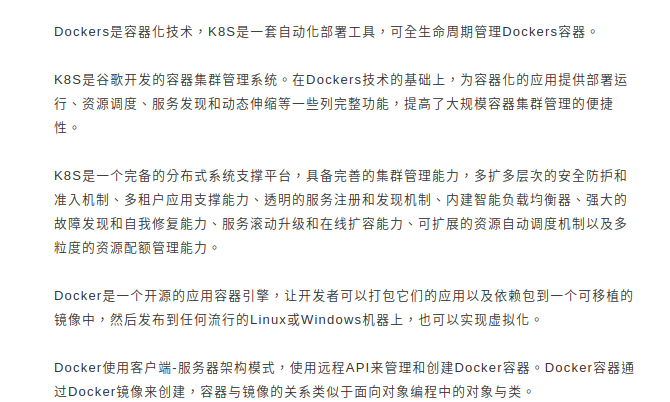 Dockers是容器化技术，K8S是一套自动化部署工具，可全生命周期管理Dockers容器。
K8S是谷歌开发的容器集群管理系统。在Dockers技术的基础上，为容器化的应用提供部署运
行、资源调度、服务发现和动态伸缩等一些列完整功能，提高了大规模容器集群管理的便捷
性。
K8S是一个完备的分布式系统支撑平台，具备完善的集群管理能力，多扩多层次的安全防护和
准入机制、多租户应用支撑能力、透明的服务注册和发现机制、内建智能负载均衡器、强大的
故障发现和自我修复能力、服务滚动升级和在线扩容能力、可扩展的资源自动调度机制以及多
粒度的资源配额管理能力。
Docker是一个开源的应用容器引擎，让开发者可以打包它们的应用以及依赖包到一个可移植的
镜像中，然后发布到任何流行的Linux或Windows机器上，也可以实现虚拟化。
Docker使用客户端-服务器架构模式，使用远程API来管理和创建Docker容器。Docker容器通
过Docker镜像来创建，容器与镜像的关系类似于面向对象编程中的对象与类。